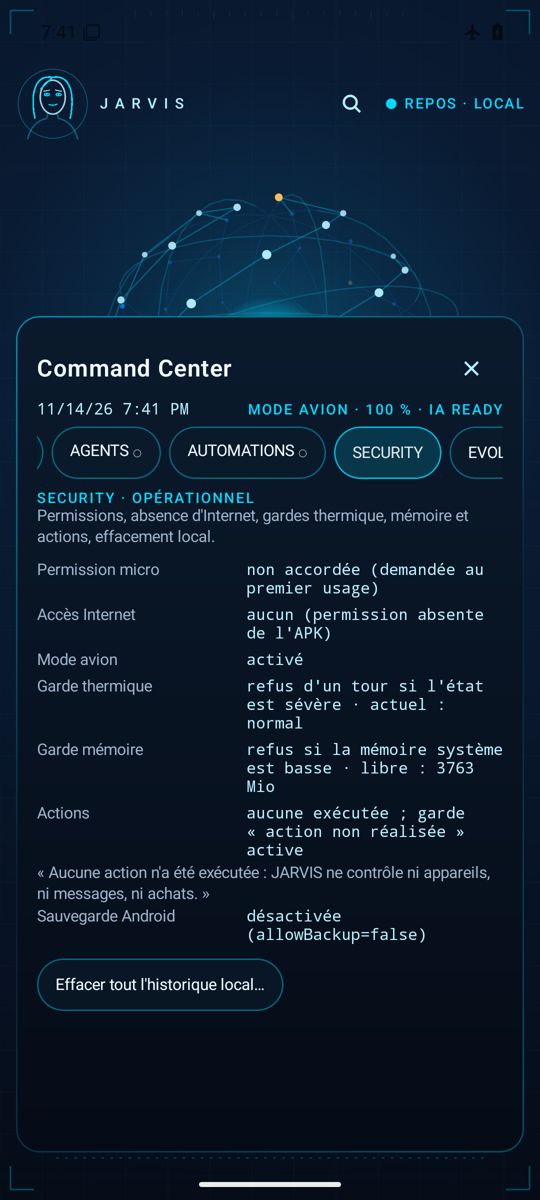 7:41
JARVIS
REPOS · LOCAL
Command Center
11/14/26 7:41 PM
MODE AVION · 100 % · IA READY
AGENTS ○
AUTOMATIONS ○
SECURITY
EVOL
SECURITY · OPÉRATIONNEL
Permissions, absence d'Internet, gardes thermique, mémoire et
actions, effacement local.
Permission micro
non accordée (demandée au
premier usage)
Accès Internet
aucun (permission absente
de l'APK)
Mode avion
activé
Garde thermique
refus d'un tour si l'état
est sévère · actuel :
normal
Garde mémoire
refus si la mémoire système
est basse · libre : 3763
Mio
Actions
aucune exécutée ; garde
« action non réalisée »
active
« Aucune action n'a été exécutée : JARVIS ne contrôle ni appareils,
ni messages, ni achats. »
Sauvegarde Android
désactivée
(allowBackup=false)
Effacer tout l'historique local…